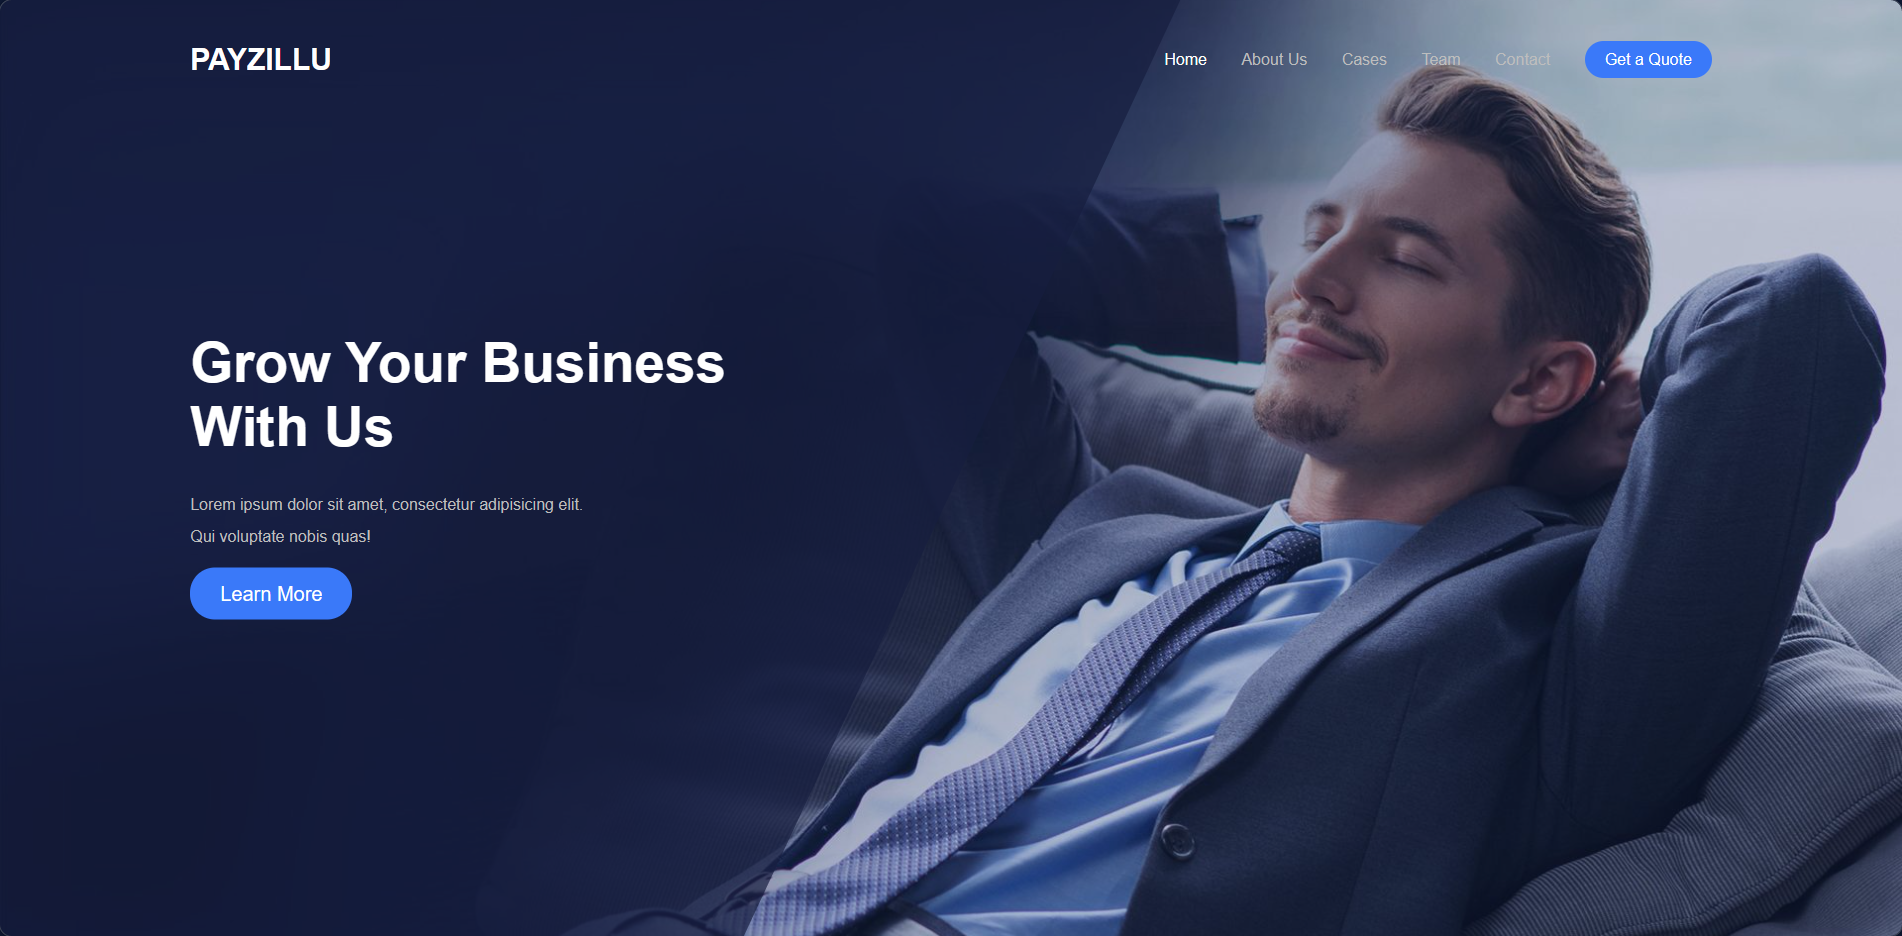 PAYZILLU
Home About Us Cases Team Contact Get a Quote
Grow Your Business
With Us
Lorem ipsum dolor sit amet, consectetur adipisicing elit.
Qui voluptate nobis quas!
Learn More